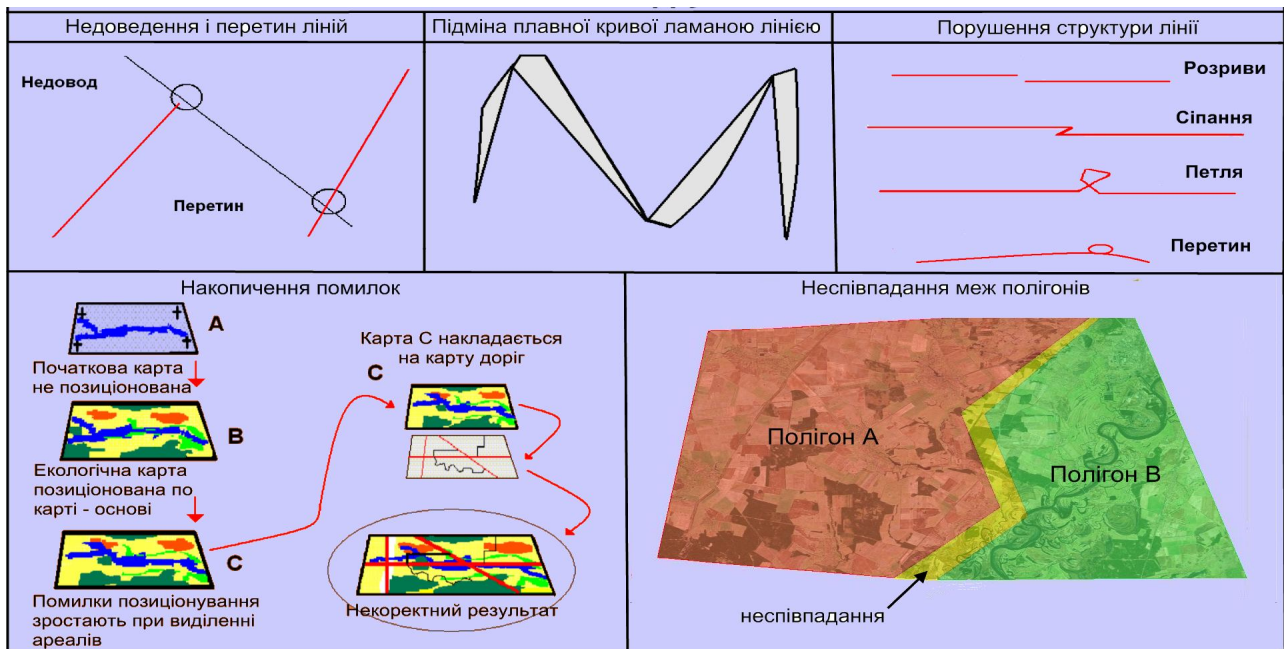 Недоведення і перетин ліній
Недовод
Перетин
Підміна плавної кривої ламаною лінією
Порушення структури лінії
Розриви
Сіпання
Петля
Перетин
Накопичення помилок
A
Початкова карта
не позиціонована
B
Екологічна карта
позиціонована по
карті - основі
C
Помилки позиціонування
зростають при виділенні
ареалів
Карта С накладається
на карту доріг
C
Некоректний результат
Неспівпадання меж полігонів
Полігон А
Полігон В
неспівпадання